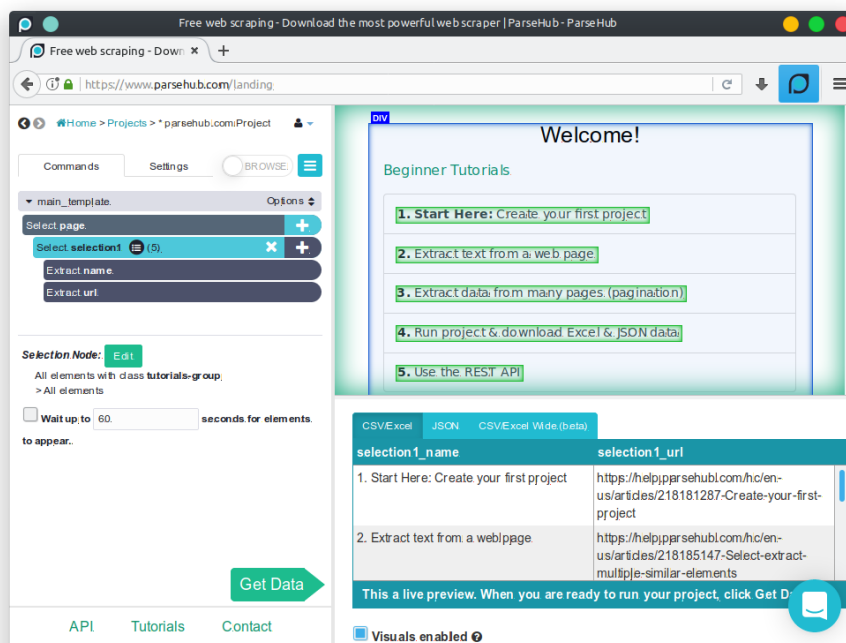 Free web scraping - Download the most powerful web scraper | ParseHub - ParseHub
Free web scraping - Down
https://www.parsehub.com/landing
Home > Projects > * parsehub.com Project
Commands
Settings
BROWSE
main_template
Options
Select page
Select selection1 (5)
Extract name
Extract url
Selection Node:
Edit
All elements with class tutorials-group
> All elements
Wait up to 60 seconds for elements
to appear.
Get Data
API
Tutorials
Contact
DIV
Welcome!
Beginner Tutorials
1. Start Here: Create your first project
2. Extract text from a web page
3. Extract data from many pages (pagination)
4. Run project & download Excel & JSON data
5. Use the REST API
CSV/Excel
JSON
CSV/Excel Wide (beta)
selection1_name
selection1_url
1. Start Here: Create your first project
https://help.parsehub.com/hc/en-
us/articles/218181287-Create-your-first-
project
2. Extract text from a web page
https://help.parsehub.com/hc/en-
us/articles/218185147-Select-extract-
multiple-similar-elements
This a live preview. When you are ready to run your project, click Get D
Visuals enabled